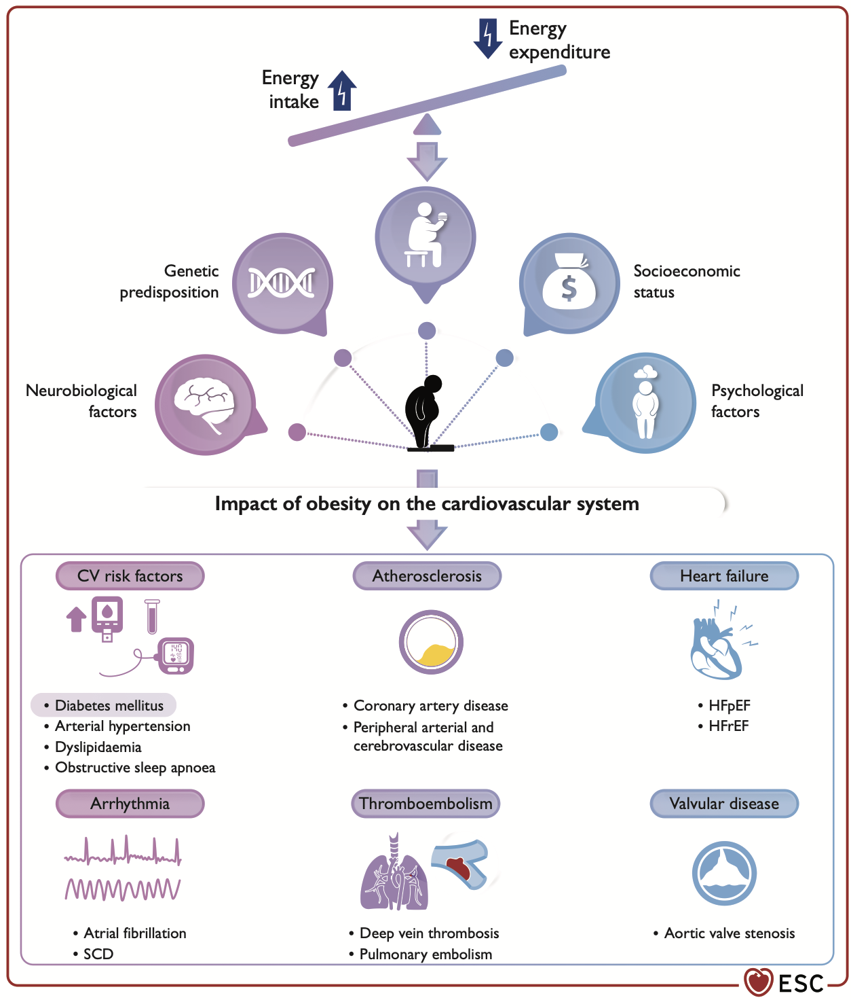 Energy
expenditure
Energy
intake
Genetic
predisposition
$
Socioeconomic
status
Neurobiological
factors
Psychological
factors
Impact of obesity on the cardiovascular system
CV risk factors
Atherosclerosis
Heart failure
• Diabetes mellitus
• Arterial hypertension
• Dyslipidaemia
• Obstructive sleep apnoea
• Coronary artery disease
• Peripheral arterial and
cerebrovascular disease
• HFpEF
• HFrEF
Arrhythmia
Thromboembolism
Valvular disease
• Atrial fibrillation
• SCD
• Deep vein thrombosis
• Pulmonary embolism
• Aortic valve stenosis
ESC